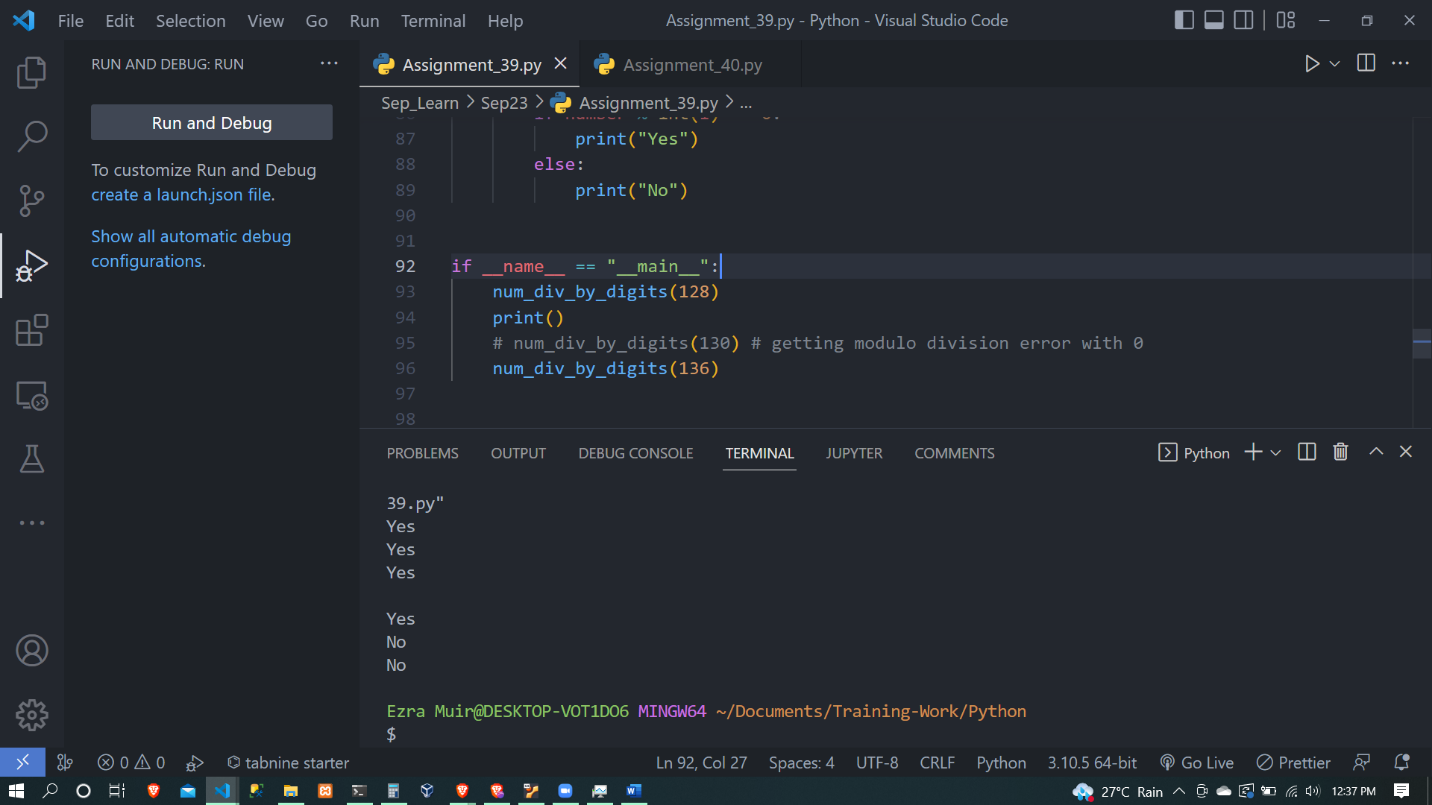 File Edit Selection View Go Run Terminal Help
Assignment_39.py - Python - Visual Studio Code
RUN AND DEBUG: RUN
Run and Debug
To customize Run and Debug
create a launch.json file.
Show all automatic debug
configurations.
Assignment_39.py
Assignment_40.py
Sep_Learn > Sep23 > Assignment_39.py > ...
87 print("Yes")
88 else:
89 print("No")
90
91
92 if __name__ == "__main__":
93 num_div_by_digits(128)
94 print()
95 # num_div_by_digits(130) # getting modulo division error with 0
96 num_div_by_digits(136)
97
98
PROBLEMS OUTPUT DEBUG CONSOLE TERMINAL JUPYTER COMMENTS
Python
39.py"
Yes
Yes
Yes
Yes
No
No
Ezra Muir@DESKTOP-VOT1DO6 MINGW64 ~/Documents/Training-Work/Python
$
0 0 tabnine starter
Ln 92, Col 27 Spaces: 4 UTF-8 CRLF Python 3.10.5 64-bit Go Live Prettier
27°C Rain 12:37 PM